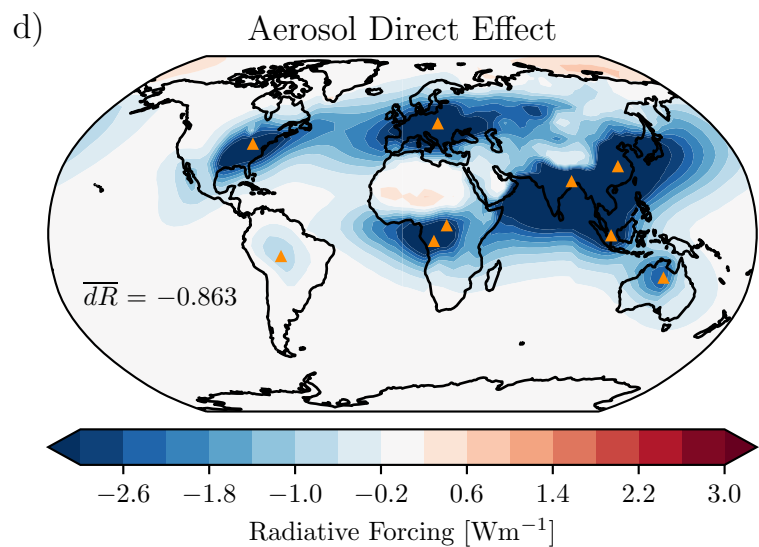 d)
Aerosol Direct Effect
$\overline{dR} = -0.863$
−2.6 −1.8 −1.0 −0.2 0.6 1.4 2.2 3.0
Radiative Forcing [Wm⁻¹]